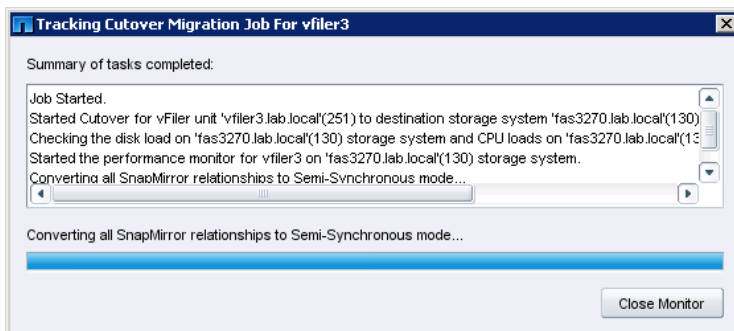 Tracking Cutover Migration Job For vfiler3
Summary of tasks completed:
Job Started.
Started Cutover for vFiler unit 'vfiler3.lab.local'(251) to destination storage system 'fas3270.lab.local'(130)
Checking the disk load on 'fas3270.lab.local'(130) storage system and CPU loads on 'fas3270.lab.local'(13
Started the performance monitor for vfiler3 on 'fas3270.lab.local'(130) storage system.
Converting all SnapMirror relationships to Semi-Synchronous mode...
Converting all SnapMirror relationships to Semi-Synchronous mode...
Close Monitor